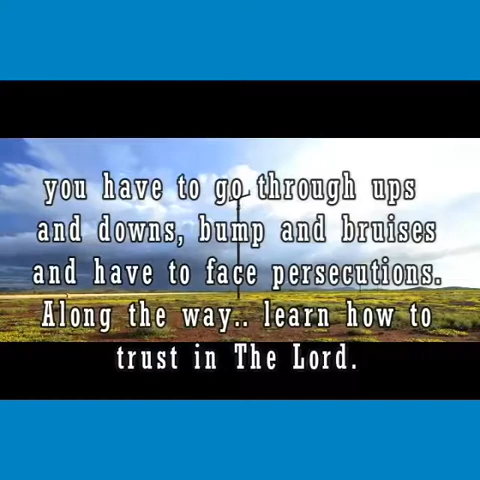 you have to go through ups
and downs, bump and bruises
and have to face persecutions.
Along the way.. learn how to
trust in The Lord.